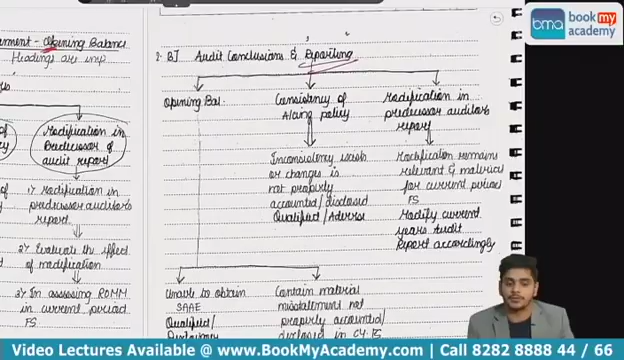 ernment - Opening Balance
Headings are imp
Modification in
Predecessor of
audit report
1) Modification in
predecessor auditor's
report
2) Evaluate the effect
of modification
3) In assessing ROMM
in current period
FS
B] Audit Conclusions & Reporting
Opening Bal.
Consistency of
A/cing policy
Modification in
predecessor auditor's
report
Inconsistency exists
or changes is
not properly
accounted/disclosed
Qualified/Adverse
Modification remains
relevant & material
for current period
FS
Modify current
years Audit
Report accordingly
Unable to obtain
SAAE
Qualified/
Contain material
misstatement not
properly accounted/
disclosed in CY FS
bma
book my
academy
Video Lectures Available @ www.BookMyAcademy.com | Call 8282 8888 44 / 66